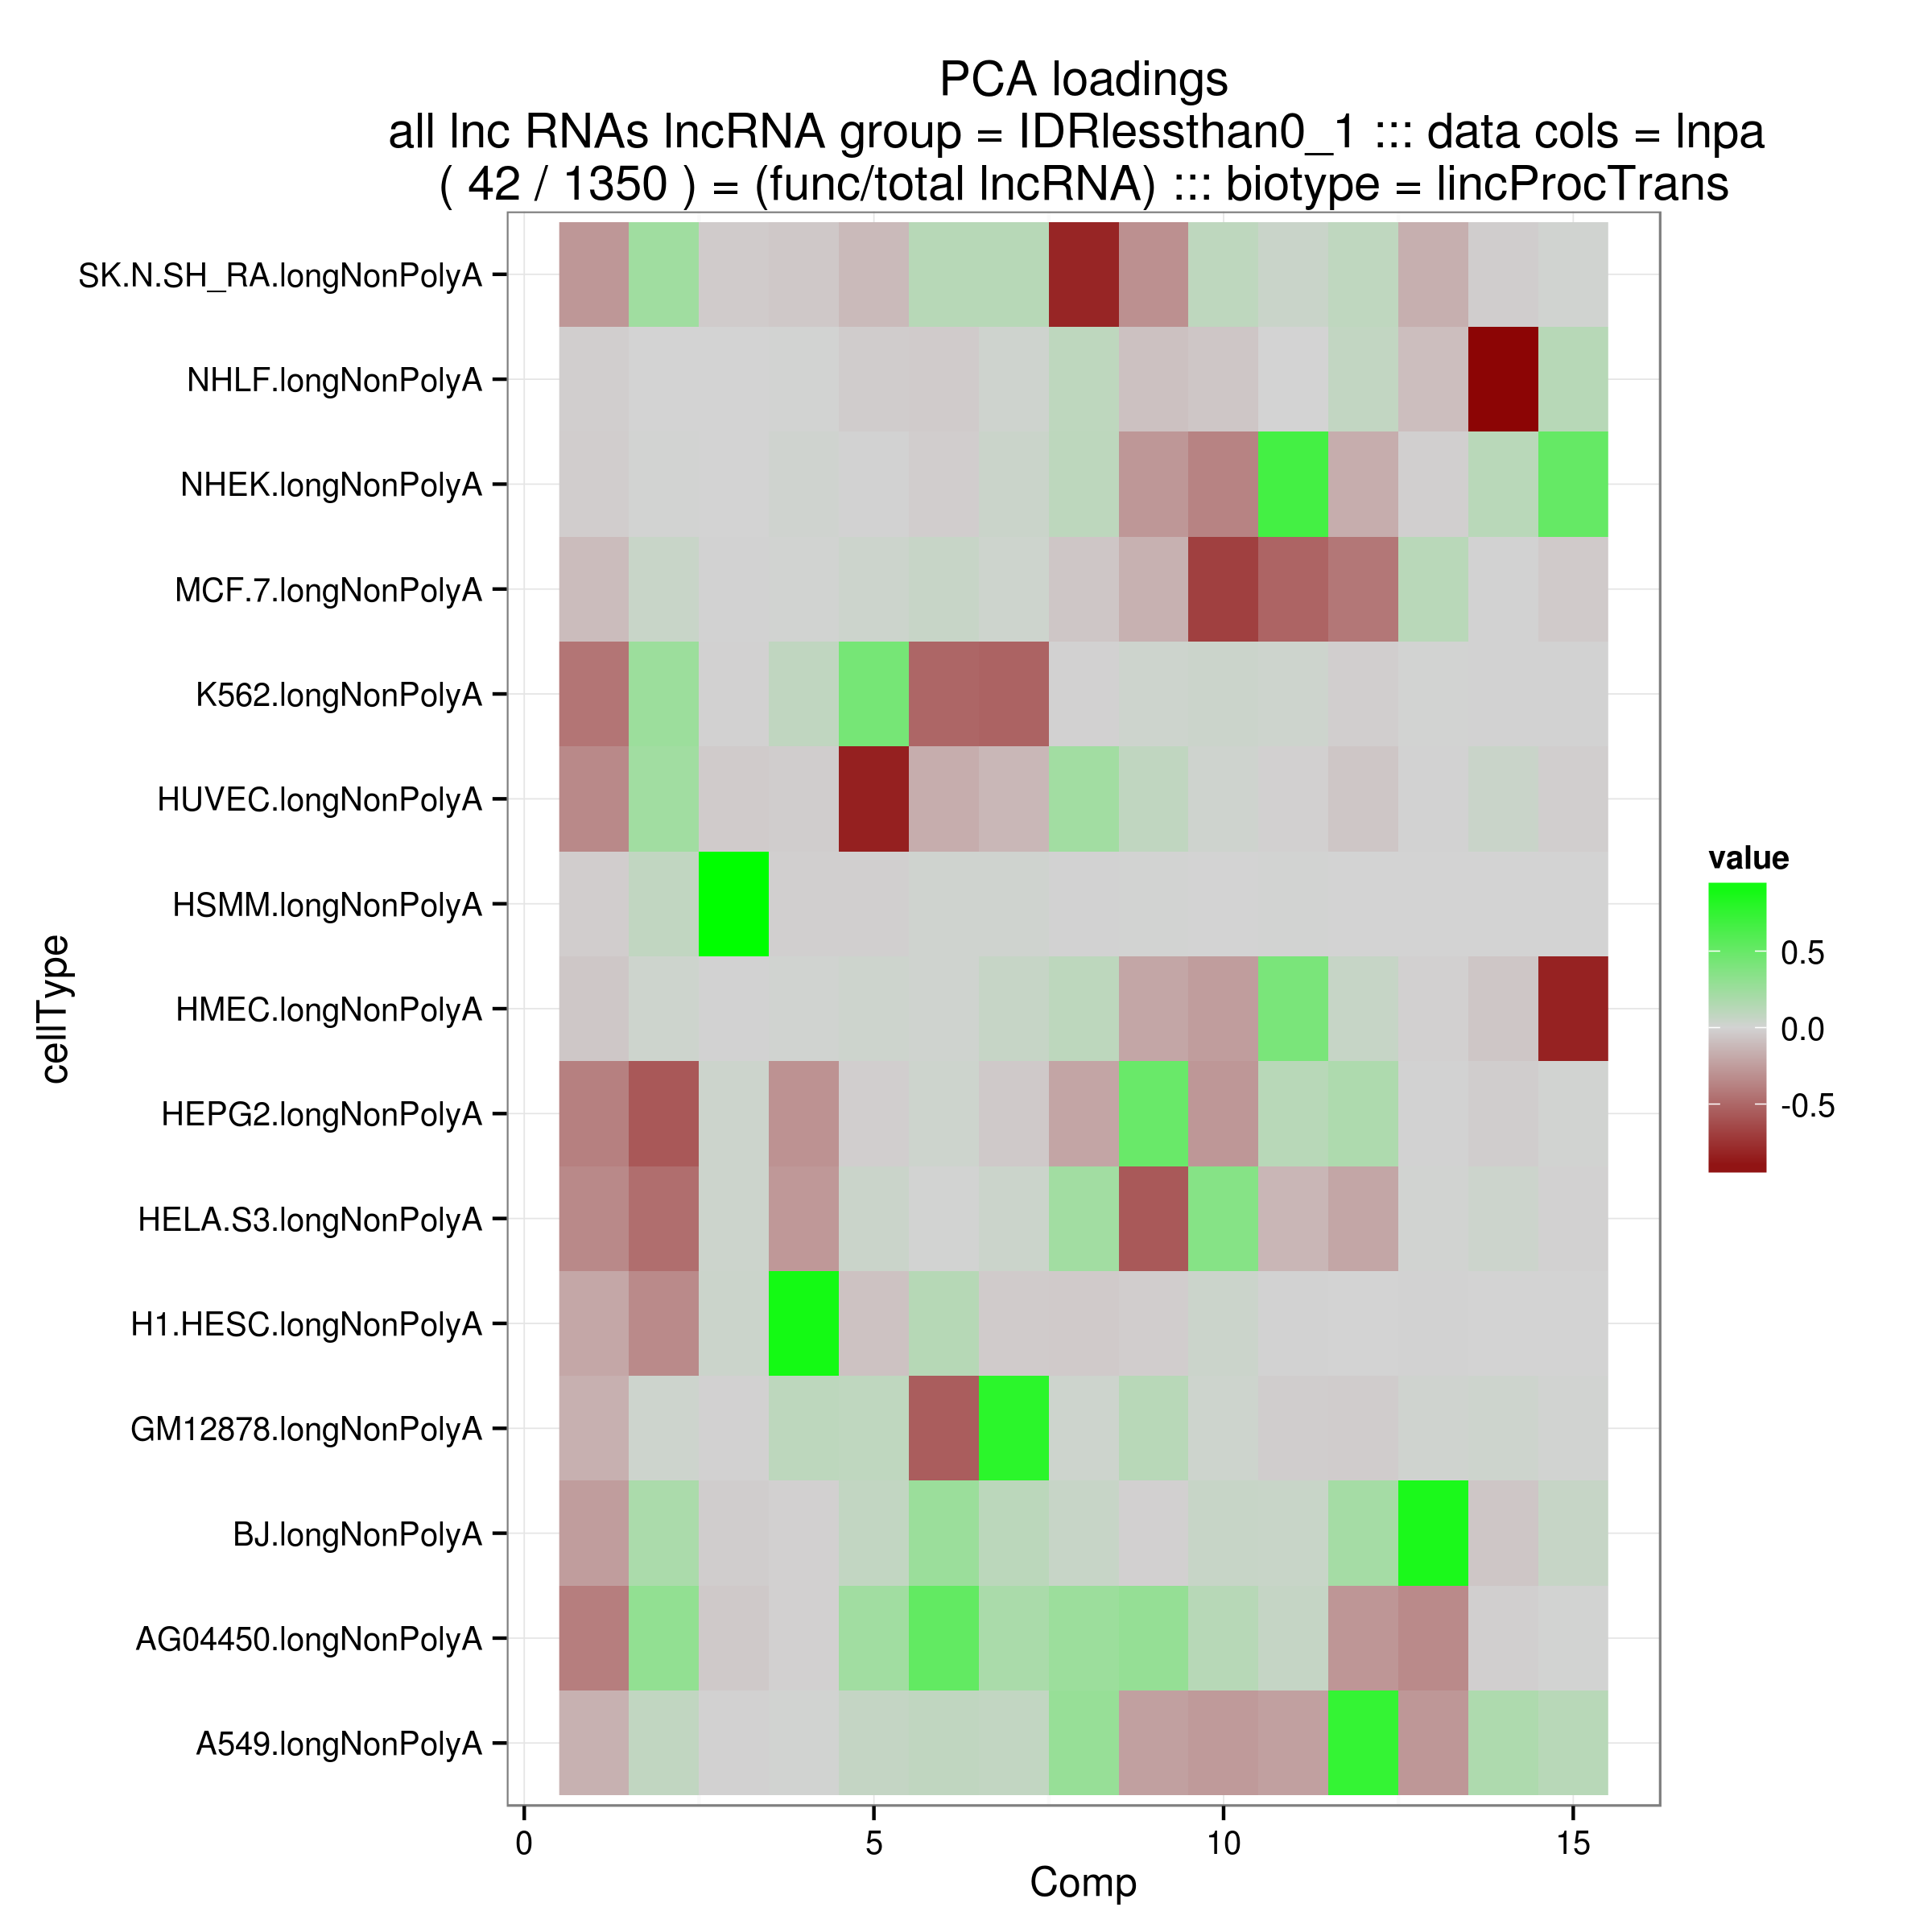 PCA loadings
all lnc RNAs lncRNA group = IDRlessthan0_1 ::: data cols = lnpa
( 42 / 1350 ) = (func/total lncRNA) ::: biotype = lincProcTrans
SK.N.SH_RA.longNonPolyA
NHLF.longNonPolyA
NHEK.longNonPolyA
MCF.7.longNonPolyA
K562.longNonPolyA
HUVEC.longNonPolyA
HSMM.longNonPolyA
HMEC.longNonPolyA
HEPG2.longNonPolyA
HELA.S3.longNonPolyA
H1.HESC.longNonPolyA
GM12878.longNonPolyA
BJ.longNonPolyA
AG04450.longNonPolyA
A549.longNonPolyA
cellType
0 5 10 15
Comp
value
0.5
0.0
-0.5